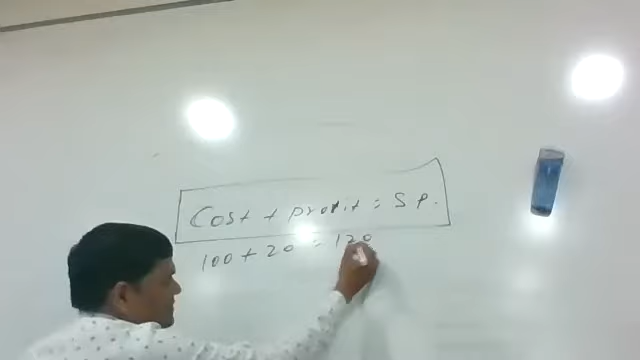 Cost + profit = S P.
100 + 20 = 120